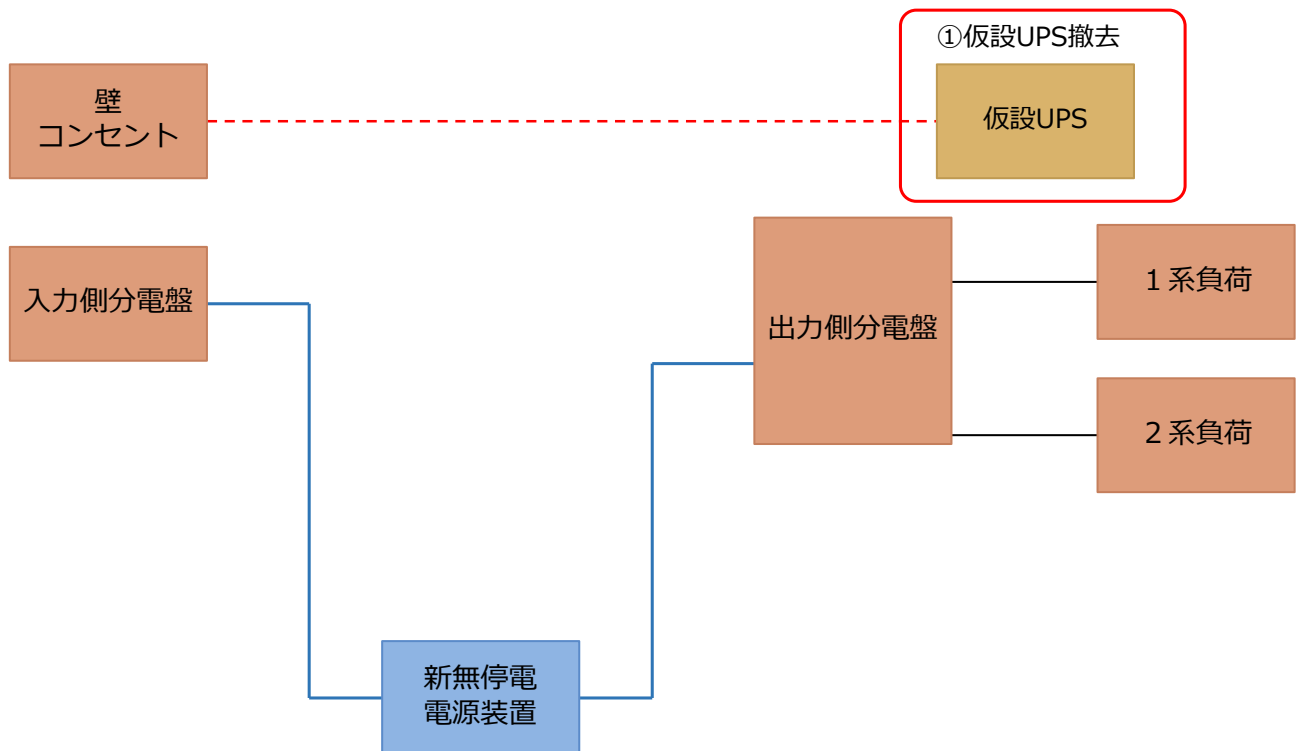 ①仮設UPS撤去
壁
コンセント
仮設UPS
入力側分電盤
出力側分電盤
１系負荷
２系負荷
新無停電
電源装置